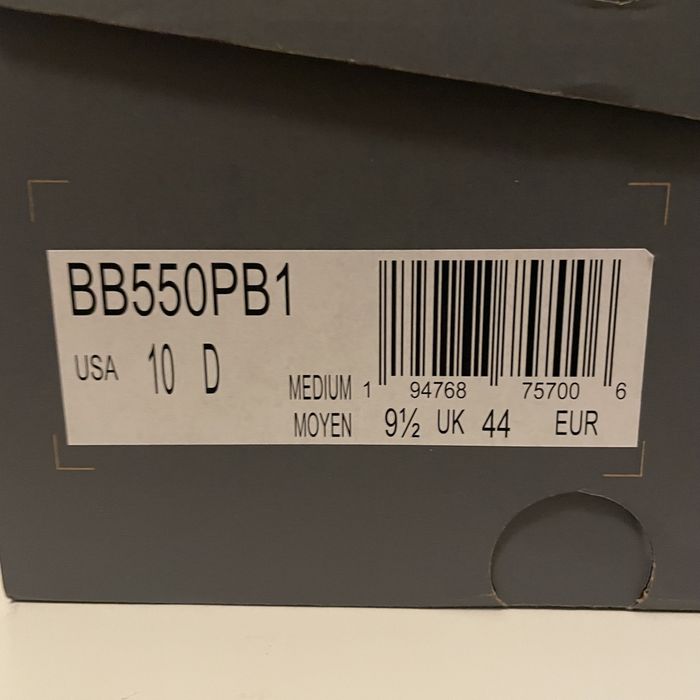 BB550PB1
USA 10 D
MEDIUM 1 94768 75700 6
MOYEN 9½ UK 44 EUR